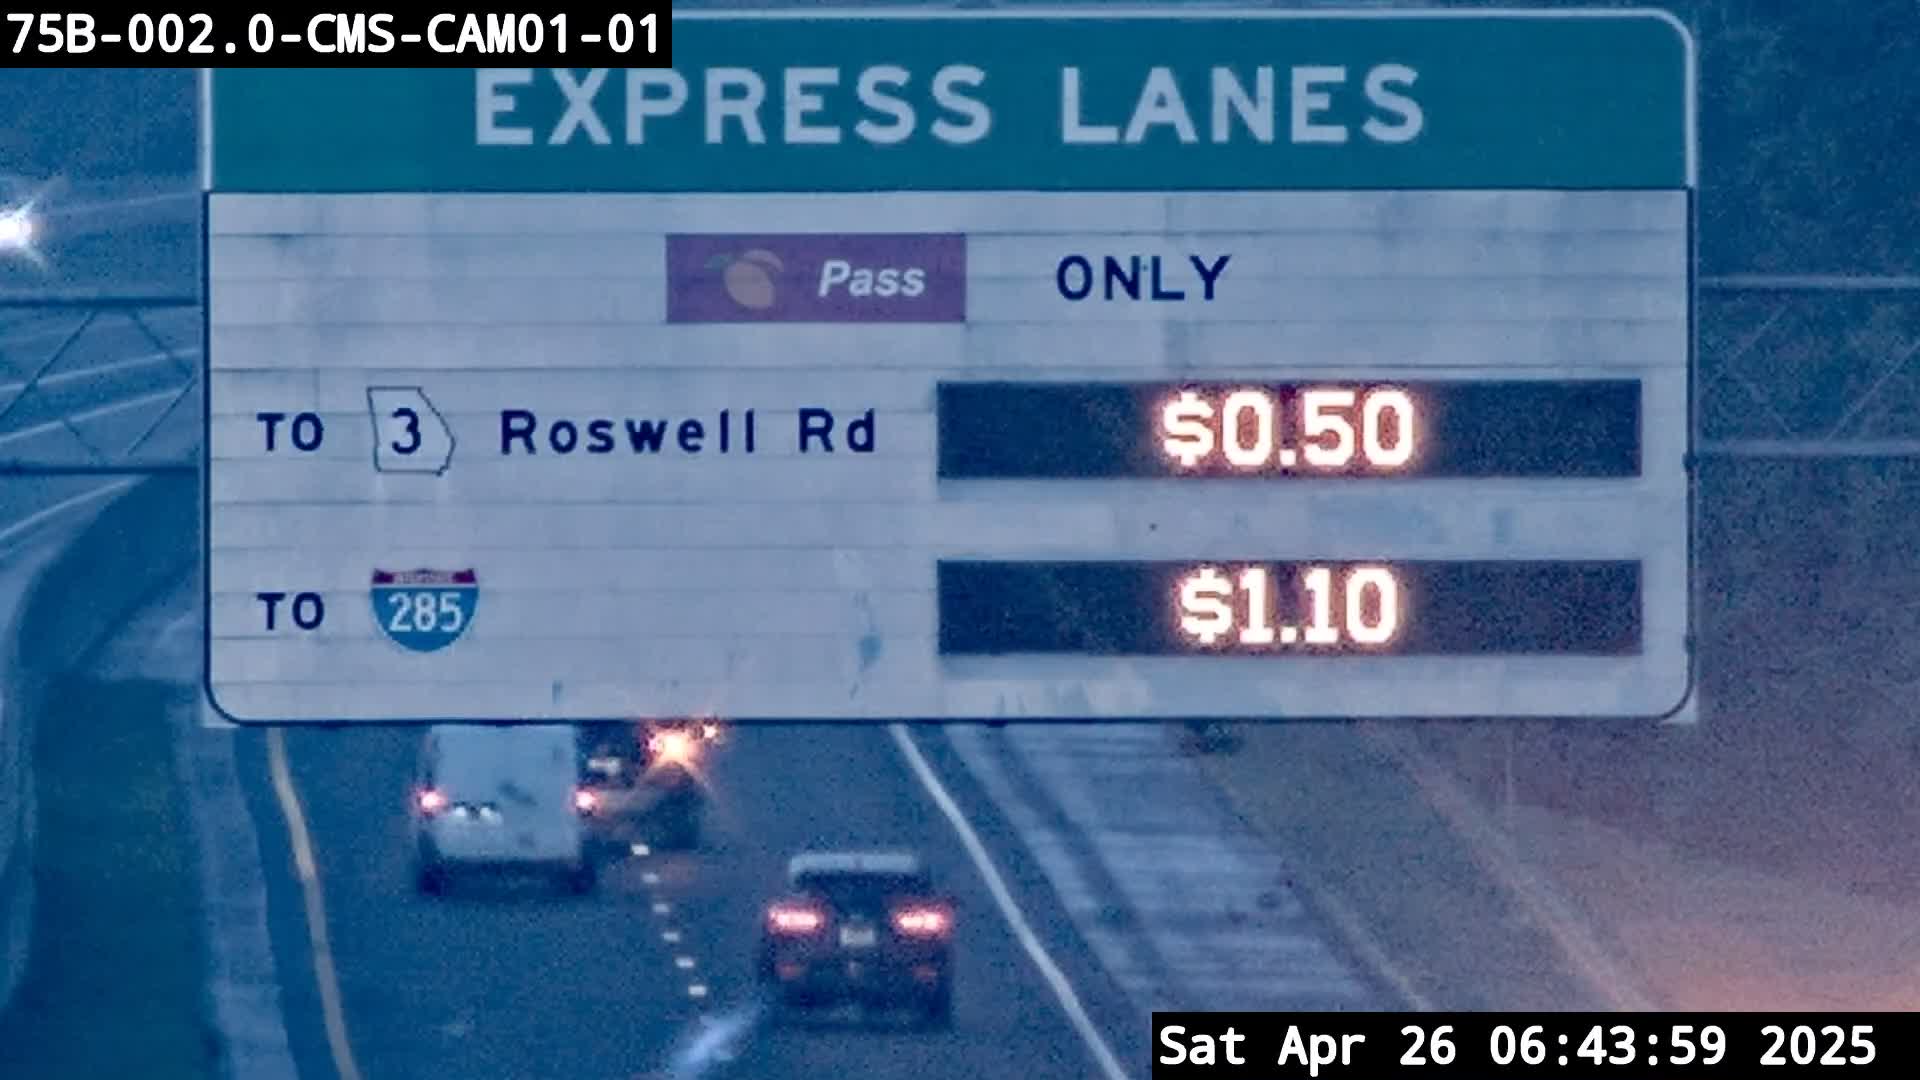 75B-002.0-CMS-CAM01-01
EXPRESS LANES
Pass ONLY
TO 3 Roswell Rd $0.50
TO 285 $1.10
Sat Apr 26 06:43:59 2025